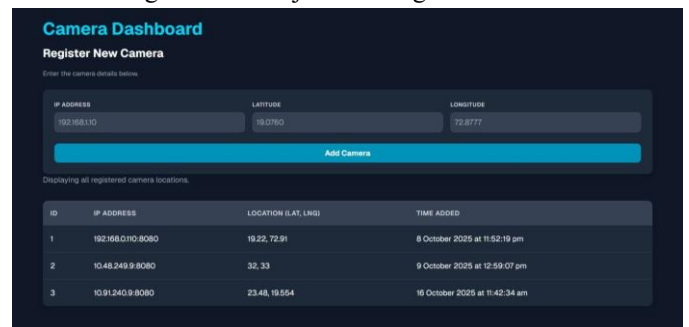 Camera Dashboard
Register New Camera
Enter the camera details below.
IP ADDRESS LATITUDE LONGITUDE
192.168.1.10 19.0760 72.8777
Add Camera
Displaying all registered camera locations.
ID IP ADDRESS LOCATION (LAT, LNG) TIME ADDED
1 192.168.0.110:8080 19.22, 72.91 8 October 2025 at 11:52:19 pm
2 10.48.249.9:8080 32, 33 9 October 2025 at 12:59:07 pm
3 10.91.240.9:8080 23.48, 19.554 16 October 2025 at 11:42:34 am